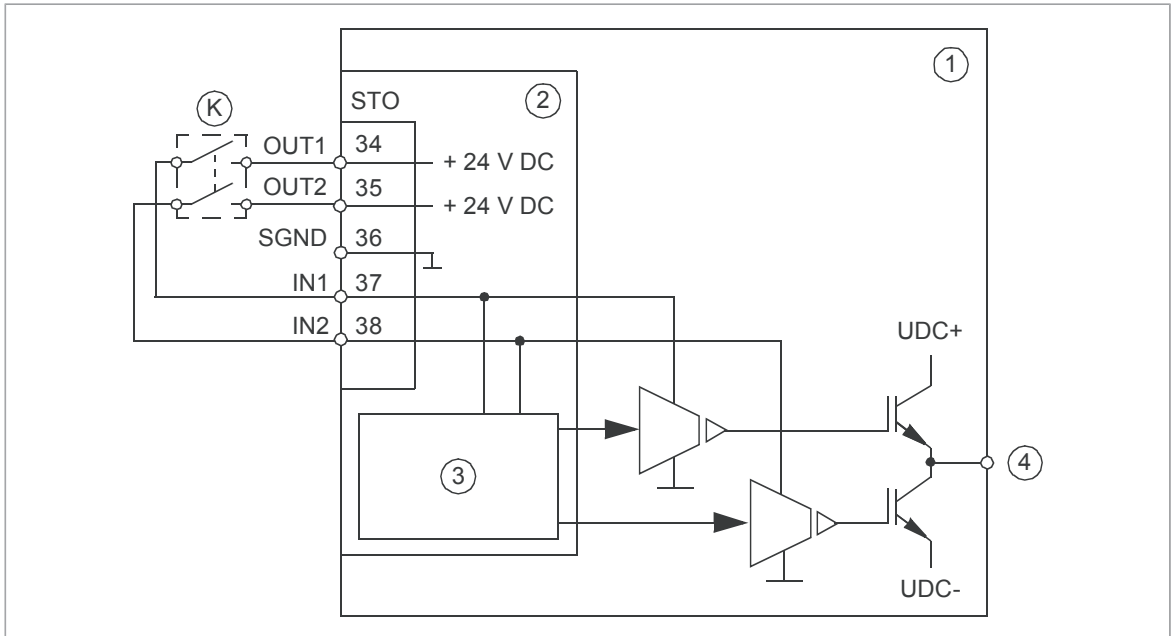 1
STO
2
K
OUT1
34
+ 24 V DC
OUT2
35
+ 24 V DC
SGND
36
IN1
37
IN2
38
UDC+
3
4
UDC-